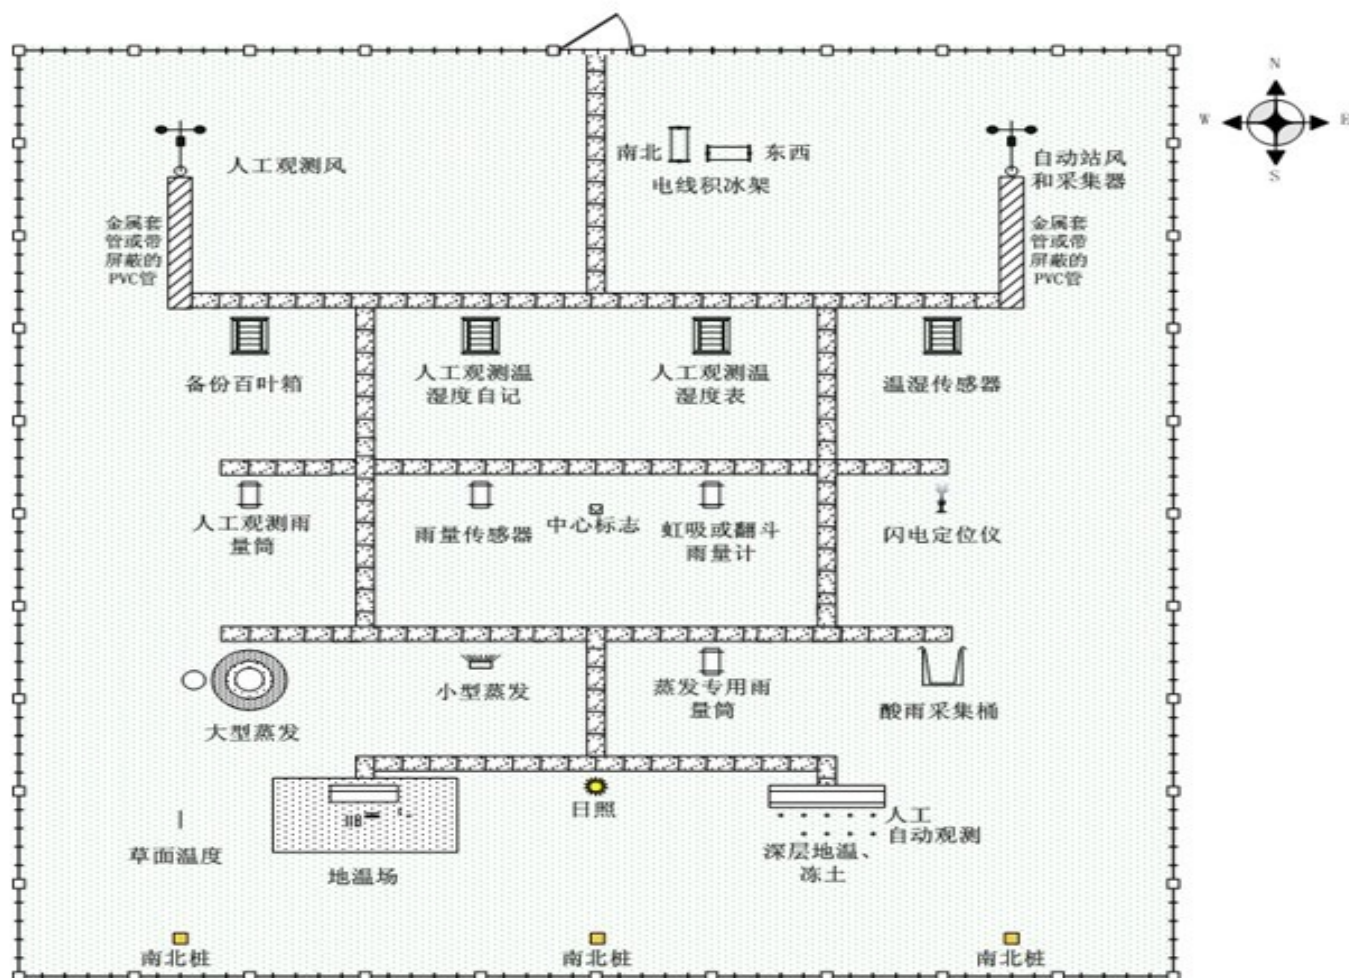 N
W
E
S
人工观测风
南北
东西
电线积冰架
自动站风
和采集器
金属套
管或带
屏蔽的
PVC管
金属套
管或带
屏蔽的
PVC管
备份百叶箱
人工观测温
湿度自记
人工观测温
湿度表
温湿传感器
人工观测雨
量筒
雨量传感器
中心标志
虹吸或翻斗
雨量计
闪电定位仪
大型蒸发
小型蒸发
蒸发专用雨
量筒
酸雨采集桶
草面温度
地温场
日照
人工
自动观测
深层地温、
冻土
南北桩
南北桩
南北桩